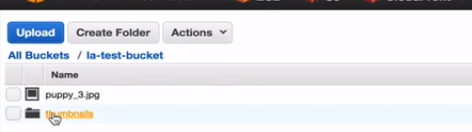 Upload Create Folder Actions
All Buckets / la-test-bucket
Name
puppy_3.jpg
thumbnails